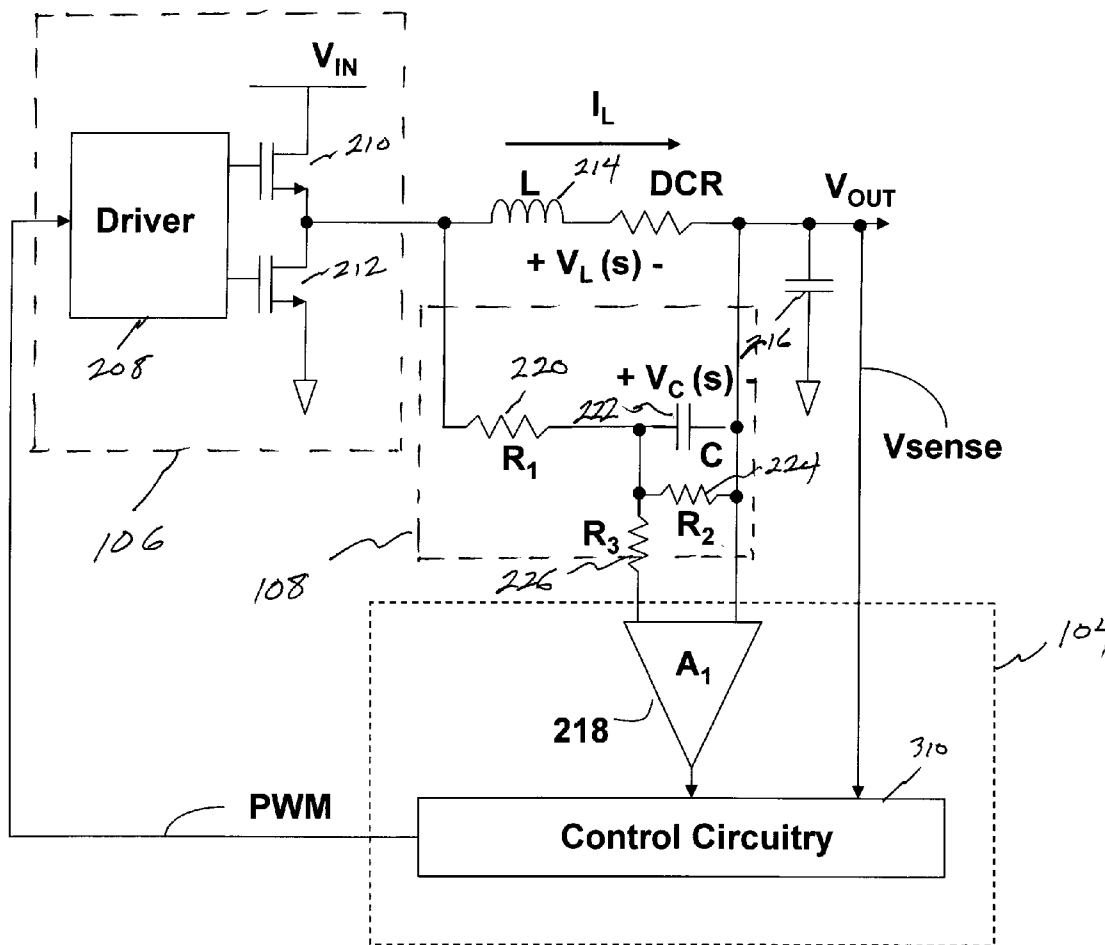 V_IN
I_L
210
214
L
DCR
V_OUT
Driver
+ V_L (s) -
212
216
208
220
+ V_C (s) -
222
Vsense
R_1
C
224
106
R_2
R_3
108
226
104
A_1
218
310
PWM
Control Circuitry